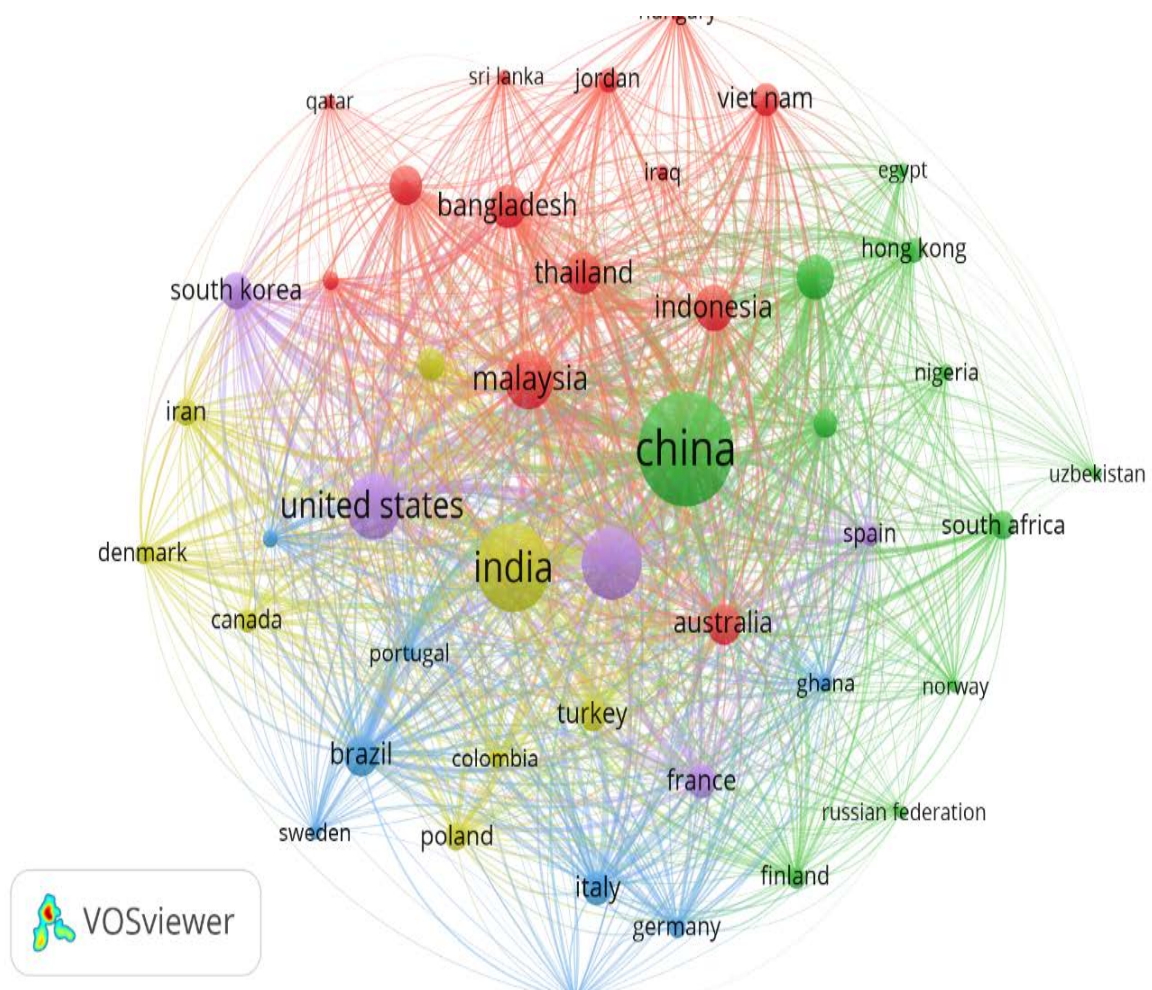 hungary
sri lanka
jordan
qatar
viet nam
iraq
egypt
bangladesh
hong kong
thailand
south korea
indonesia
malaysia
nigeria
iran
china
uzbekistan
united states
south africa
spain
denmark
india
canada
australia
portugal
ghana
norway
turkey
brazil
colombia
france
russian federation
sweden
poland
finland
italy
germany
VOSviewer